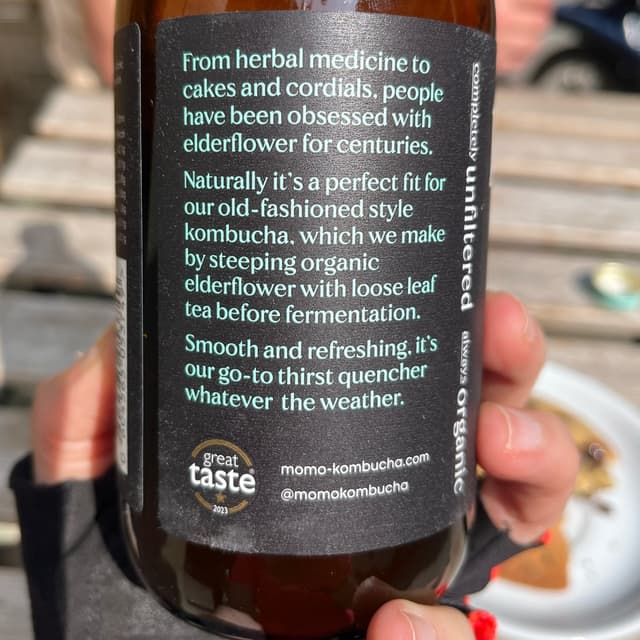 From herbal medicine to
cakes and cordials, people
have been obsessed with
elderflower for centuries.
Naturally it's a perfect fit for
our old-fashioned style
kombucha, which we make
by steeping organic
elderflower with loose leaf
tea before fermentation.
Smooth and refreshing, it's
our go-to thirst quencher
whatever the weather.
great
taste
2023
momo-kombucha.com
@momokombucha
completely unfiltered always organic